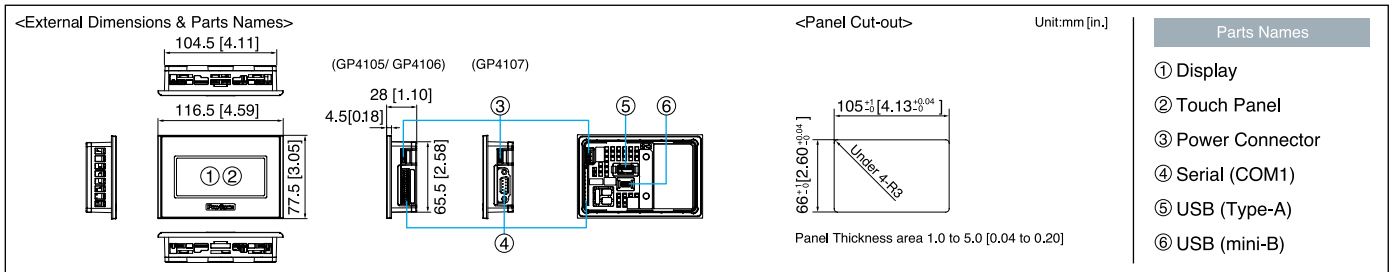 <External Dimensions & Parts Names>
104.5 [4.11]
116.5 [4.59]
77.5 [3.05]
①②
(GP4105/ GP4106)
(GP4107)
28 [1.10]
4.5[0.18]
65.5 [2.58]
③
④
⑤
⑥
<Panel Cut-out>
Unit:mm [in.]
105+1-0[4.13+0.04-0]
66+1-0[2.60+0.04-0]
Under 4-R3
Panel Thickness area 1.0 to 5.0 [0.04 to 0.20]
Parts Names
① Display
② Touch Panel
③ Power Connector
④ Serial (COM1)
⑤ USB (Type-A)
⑥ USB (mini-B)